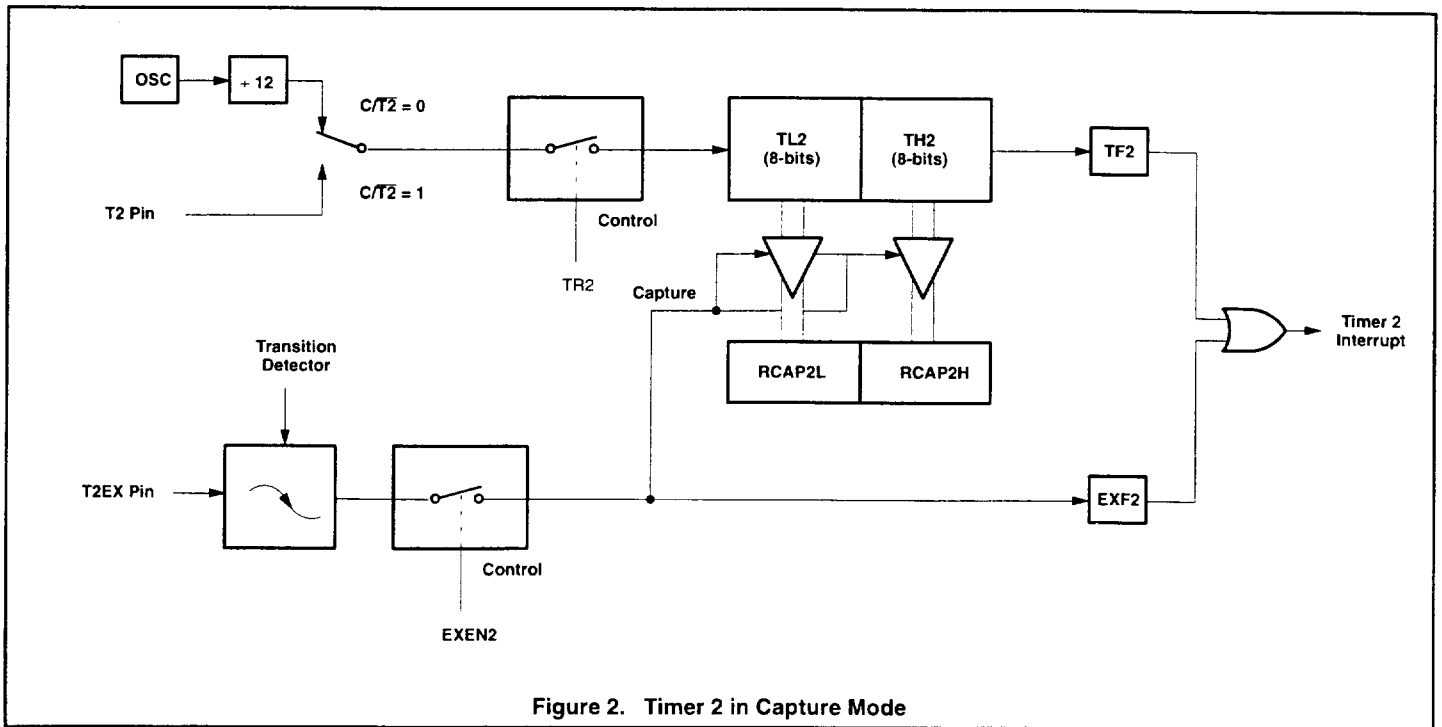 OSC
÷ 12
C/T2̅ = 0
C/T2̅ = 1
T2 Pin
Control
TR2
TL2
(8-bits)
TH2
(8-bits)
TF2
Capture
RCAP2L
RCAP2H
Timer 2
Interrupt
Transition
Detector
T2EX Pin
Control
EXEN2
EXF2
Figure 2. Timer 2 in Capture Mode